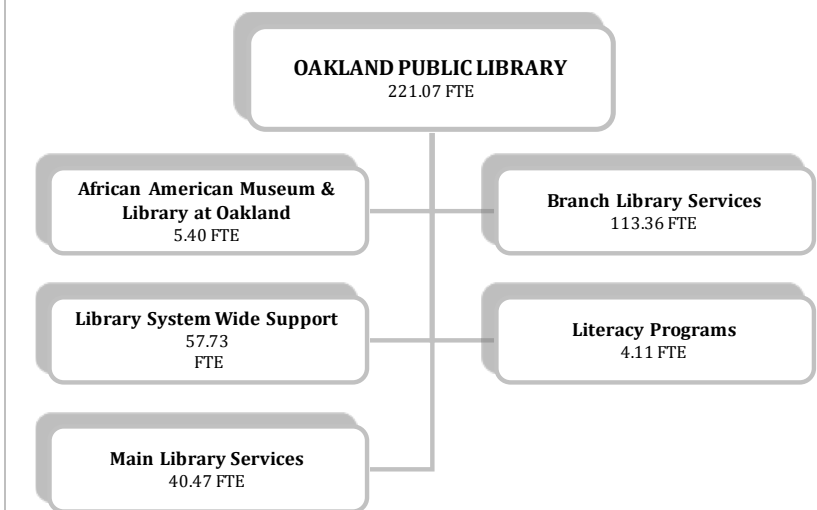 OAKLAND PUBLIC LIBRARY
221.07 FTE
African American Museum &
Library at Oakland
5.40 FTE
Branch Library Services
113.36 FTE
Library System Wide Support
57.73
FTE
Literacy Programs
4.11 FTE
Main Library Services
40.47 FTE